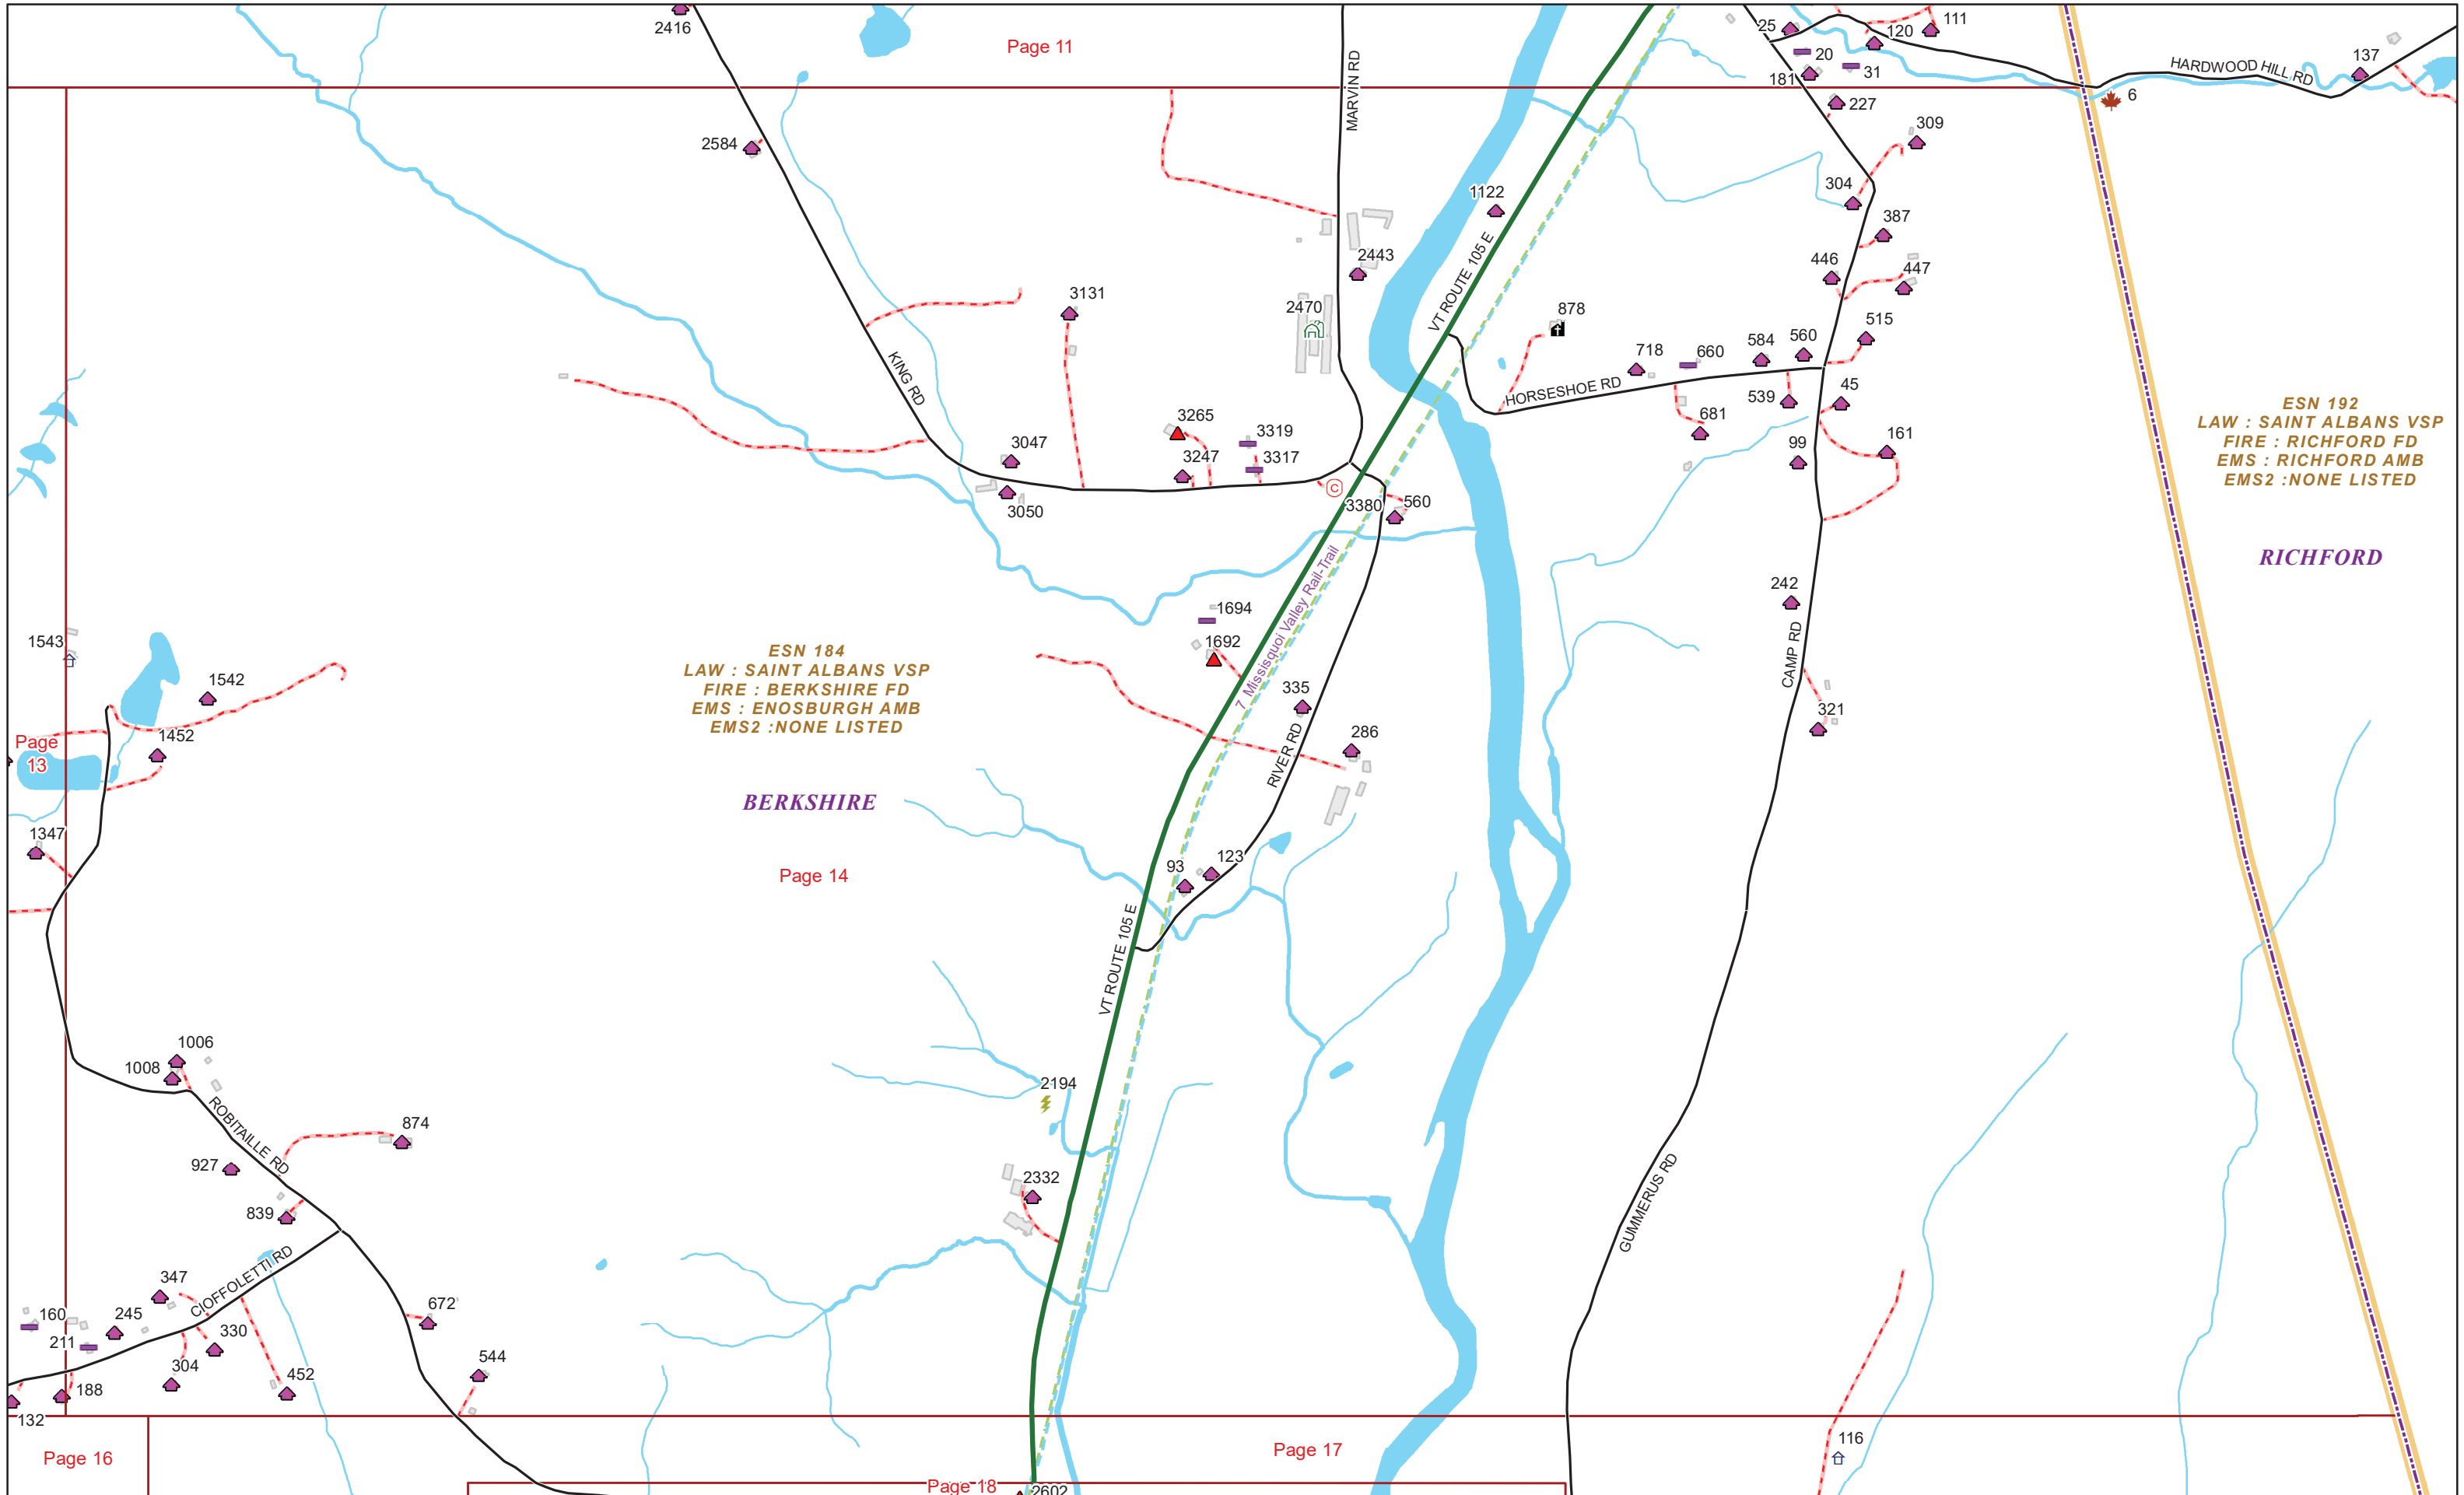 2416
Page 11
MARVIN RD
25
120
111
20
31
181
227
HARDWOOD HILL RD
137
6
2584
309
304
1122
387
VT ROUTE 105 E
2443
446
447
2470
3131
878
515
560
584
660
718
KING RD
HORSESHOE RD
539
45
681
3265
3319
3247
3317
3047
3050
99
161
3380
560
ESN 192
LAW : SAINT ALBANS VSP
FIRE : RICHFORD FD
EMS : RICHFORD AMB
EMS2 :NONE LISTED
RICHFORD
7 Missisquoi Valley Rail-Trail
242
CAMP RD
1694
1692
1543
1542
ESN 184
LAW : SAINT ALBANS VSP
FIRE : BERKSHIRE FD
EMS : ENOSBURGH AMB
EMS2 :NONE LISTED
335
321
286
RIVER RD
Page
13
1452
BERKSHIRE
1347
Page 14
93
123
VT ROUTE 105 E
1006
1008
2194
ROBITAILLE RD
874
927
2332
839
GUMMERUS RD
CIOFFOLETTI RD
347
160
245
211
330
304
672
544
452
188
132
Page 16
Page 17
116
Page 18
2602
C